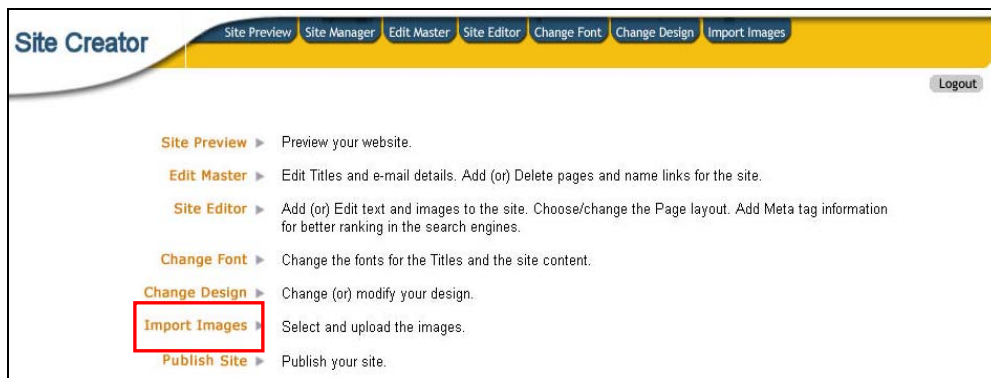 Site Creator
Site Preview Site Manager Edit Master Site Editor Change Font Change Design Import Images
Logout
Site Preview Preview your website.
Edit Master Edit Titles and e-mail details. Add (or) Delete pages and name links for the site.
Site Editor Add (or) Edit text and images to the site. Choose/change the Page layout. Add Meta tag information
for better ranking in the search engines.
Change Font Change the fonts for the Titles and the site content.
Change Design Change (or) modify your design.
Import Images Select and upload the images.
Publish Site Publish your site.